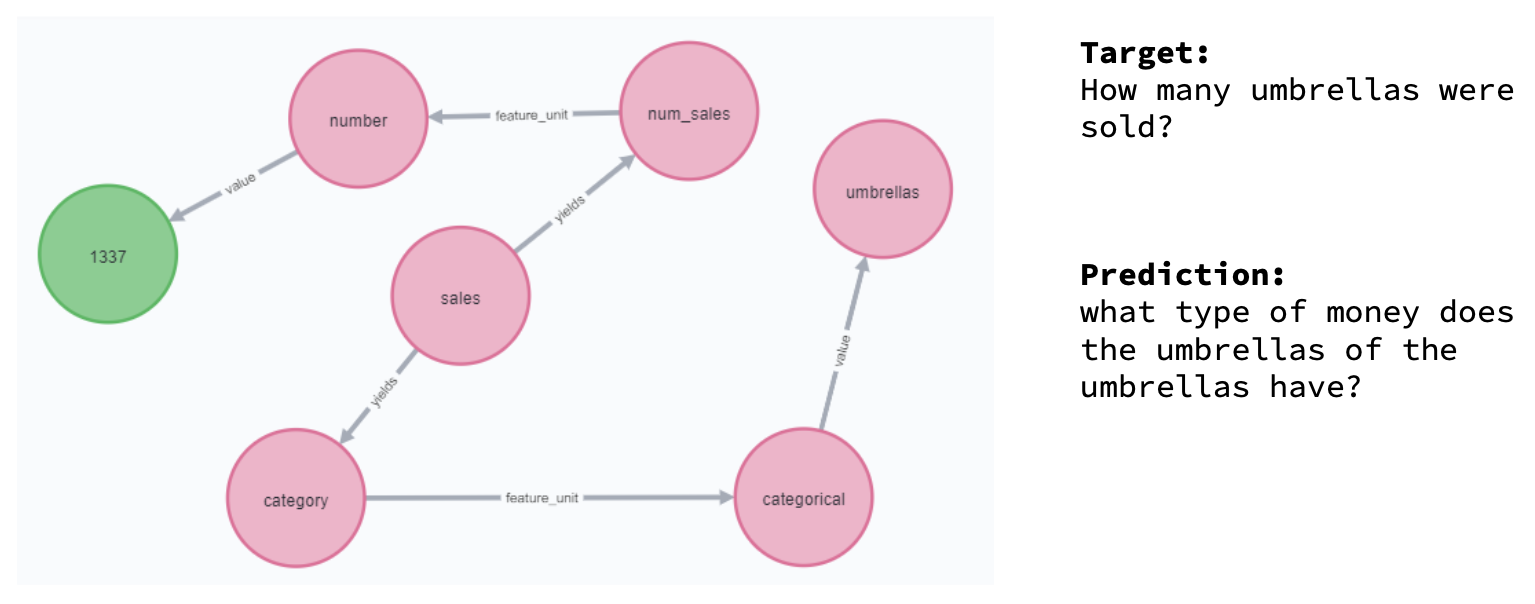 number
feature_unit
num_sales
value
1337
yields
umbrellas
sales
yields
value
category
feature_unit
categorical
Target:
How many umbrellas were
sold?
Prediction:
what type of money does
the umbrellas of the
umbrellas have?